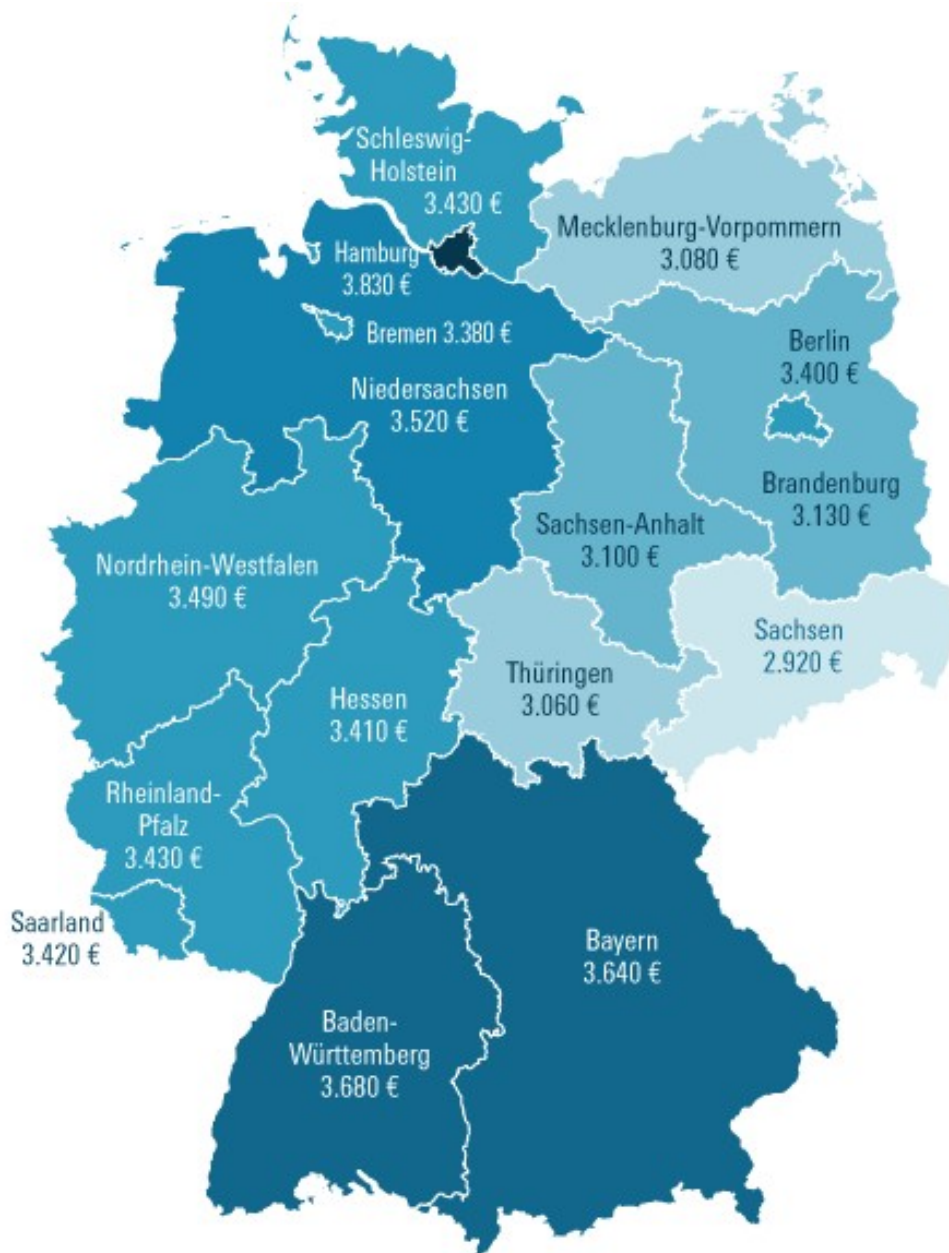 Schleswig-
Holstein
3.430 €
Mecklenburg-Vorpommern
3.080 €
Hamburg
3.830 €
Bremen 3.380 €
Berlin
3.400 €
Niedersachsen
3.520 €
Brandenburg
3.130 €
Sachsen-Anhalt
3.100 €
Nordrhein-Westfalen
3.490 €
Sachsen
2.920 €
Thüringen
3.060 €
Hessen
3.410 €
Rheinland-
Pfalz
3.430 €
Saarland
3.420 €
Bayern
3.640 €
Baden-
Württemberg
3.680 €